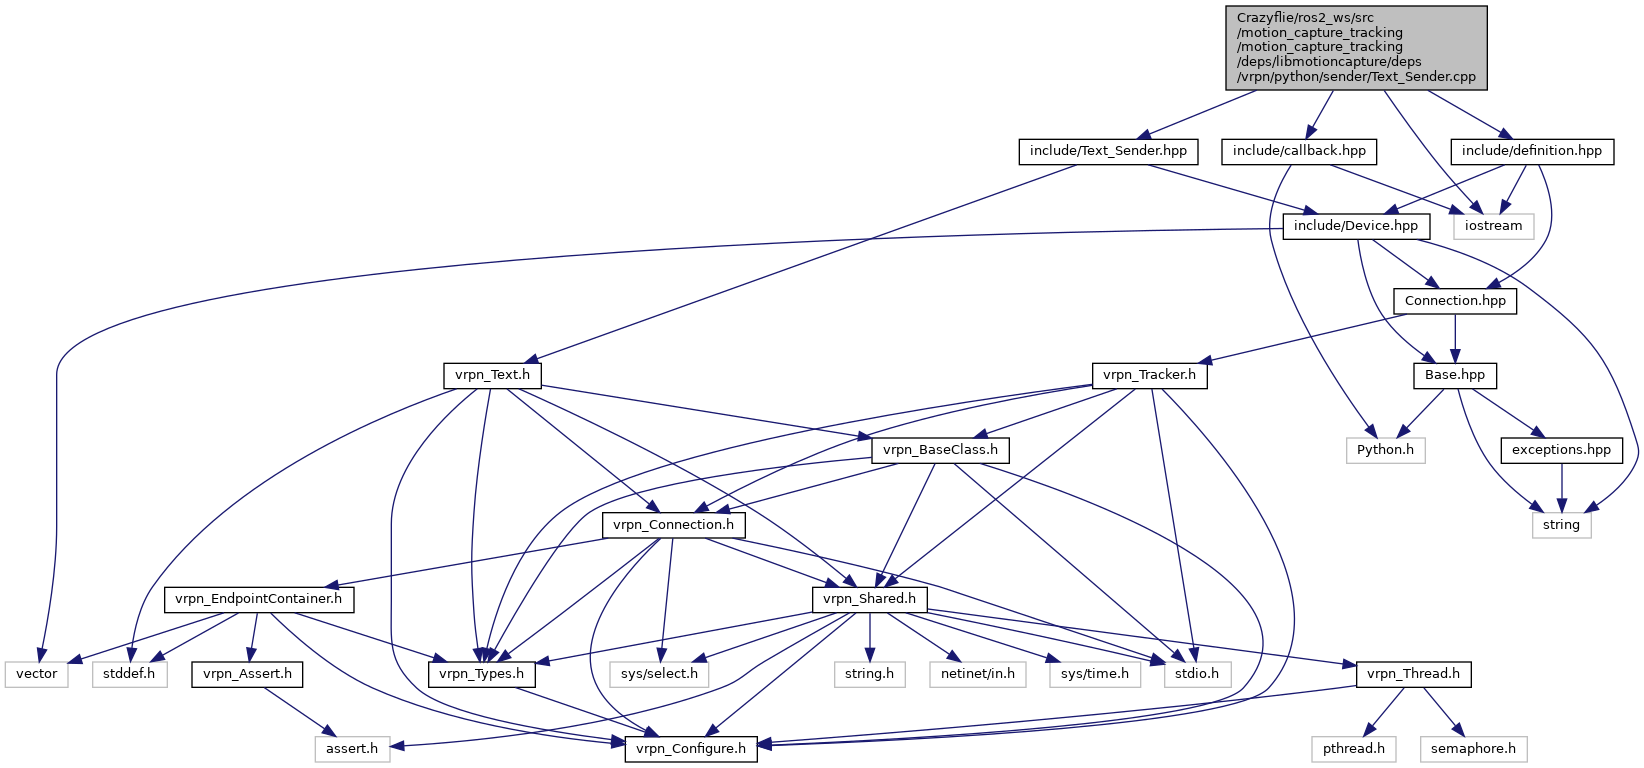 Crazyflie/ros2_ws/src
/motion_capture_tracking
/motion_capture_tracking
/deps/libmotioncapture/deps
/vrpn/python/sender/Text_Sender.cpp
include/Text_Sender.hpp
include/callback.hpp
include/definition.hpp
include/Device.hpp
iostream
Connection.hpp
vrpn_Text.h
vrpn_Tracker.h
Base.hpp
vrpn_BaseClass.h
Python.h
exceptions.hpp
vrpn_Connection.h
string
vrpn_EndpointContainer.h
vrpn_Shared.h
vector
stddef.h
vrpn_Assert.h
vrpn_Types.h
sys/select.h
string.h
netinet/in.h
sys/time.h
stdio.h
vrpn_Thread.h
assert.h
vrpn_Configure.h
pthread.h
semaphore.h